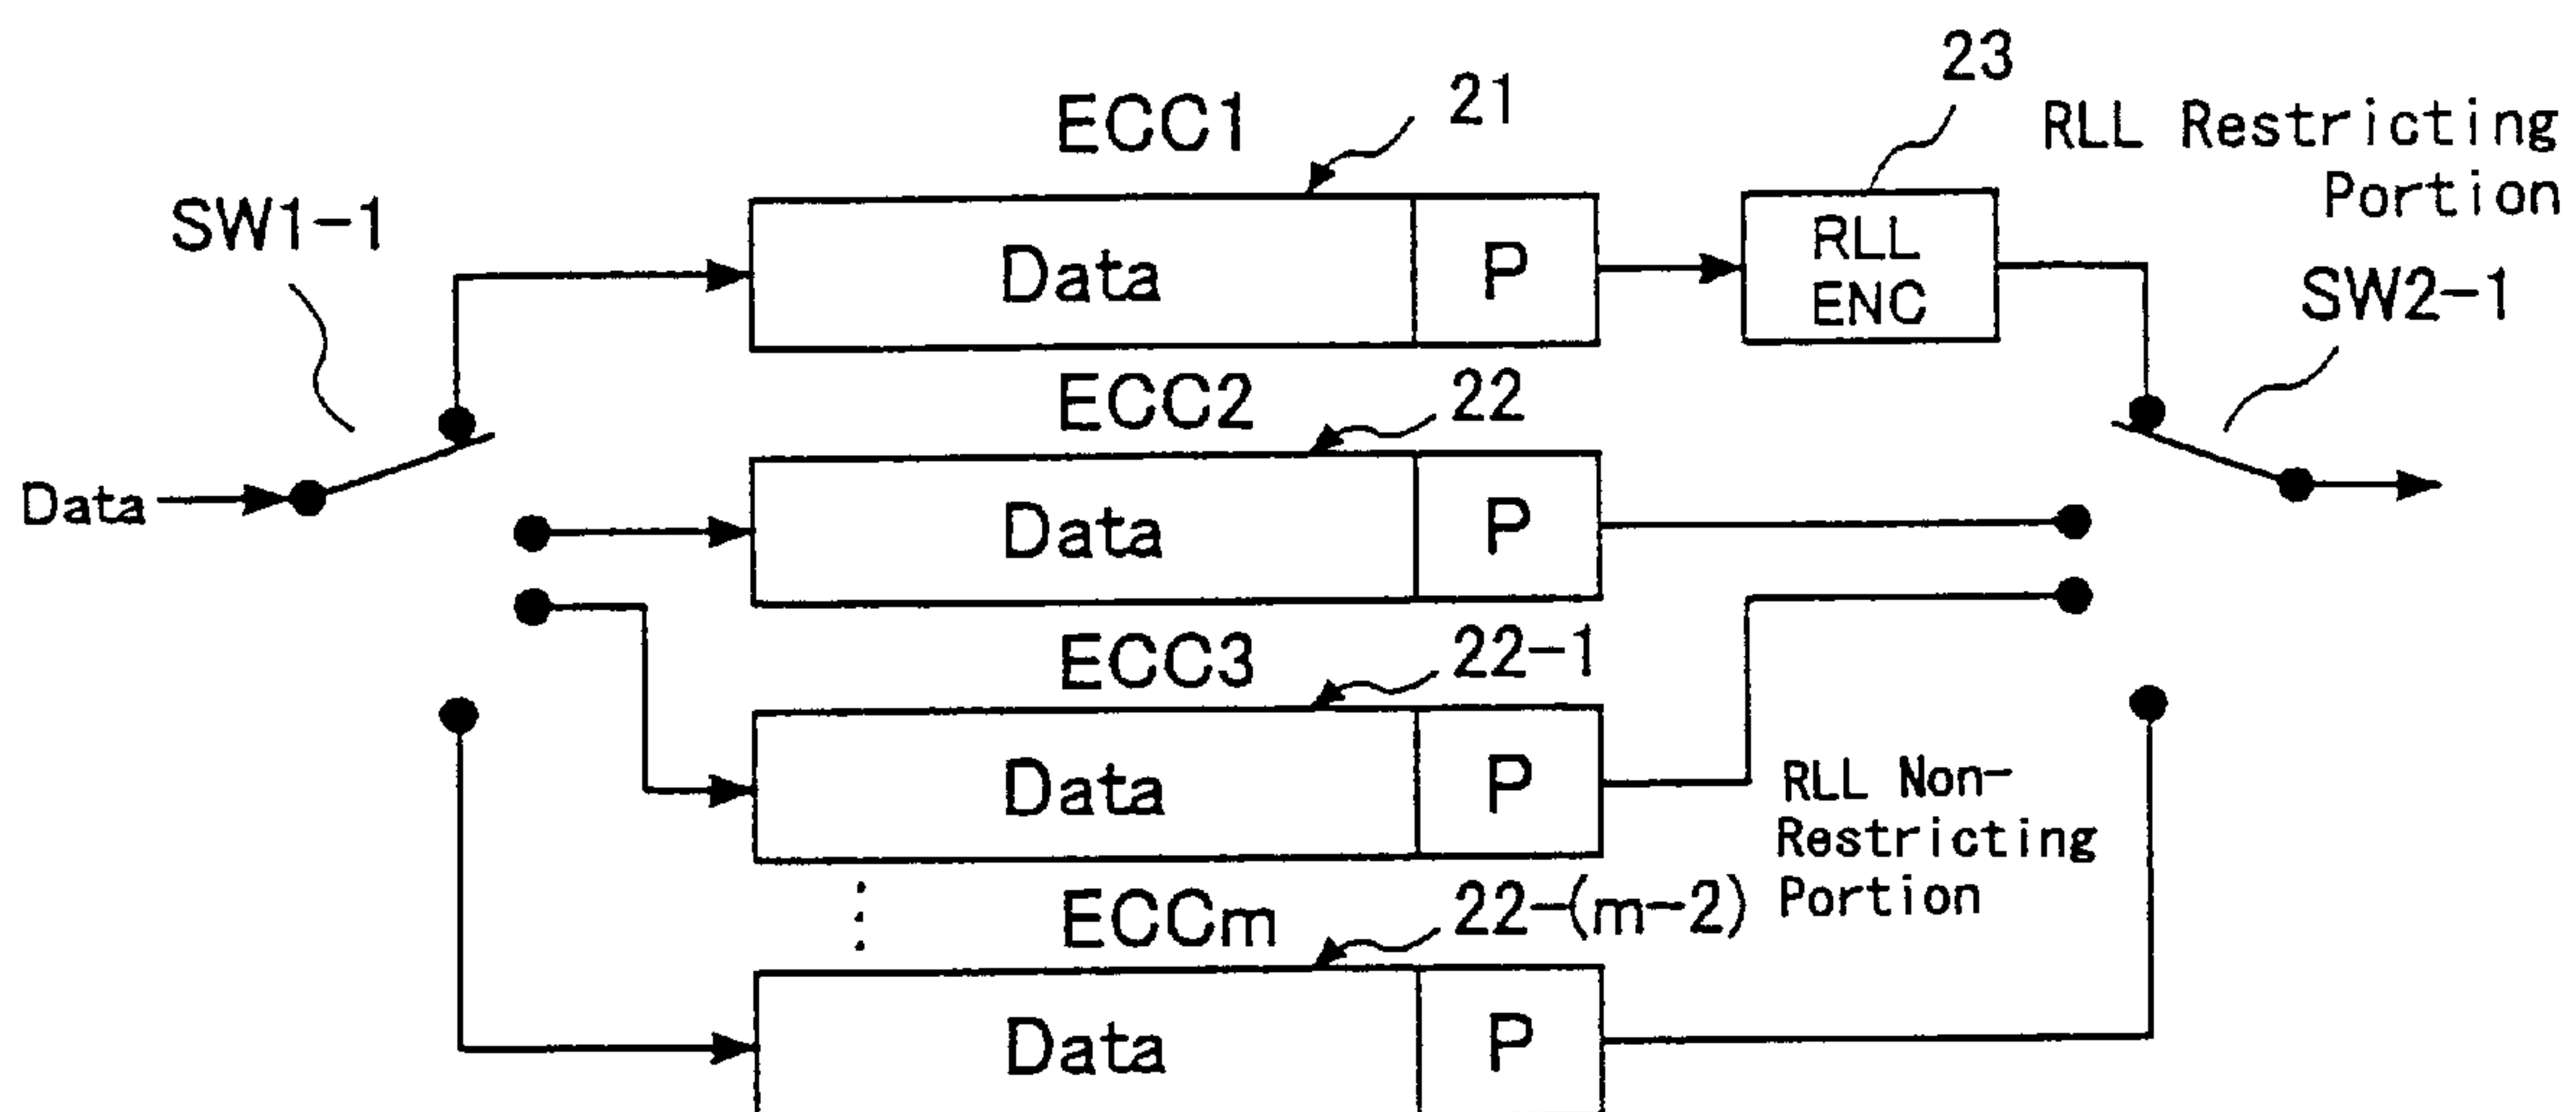 23
ECC1
21
RLL Restricting
Portion
SW1-1
Data
P
RLL
ENC
SW2-1
ECC2
22
Data
Data
P
ECC3
22-1
Data
P
RLL Non-
Restricting
Portion
ECCm
22-(m-2)
Data
P